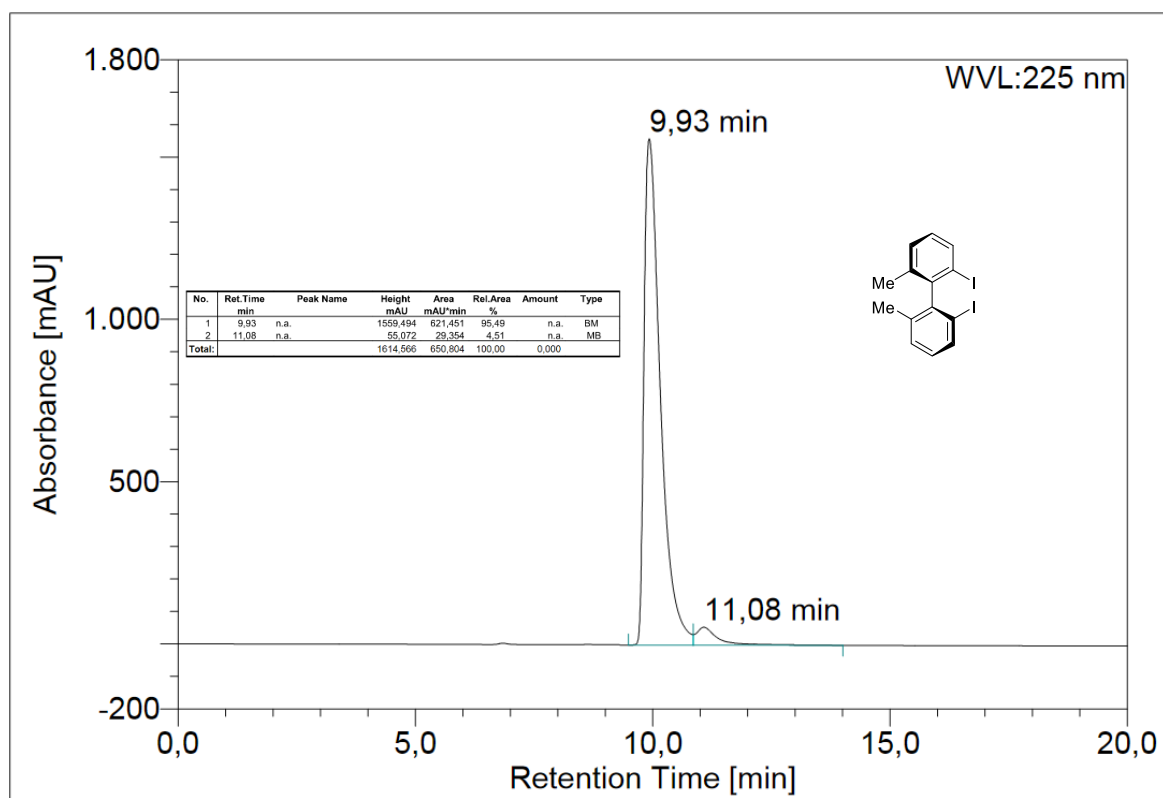 1.800
WVL:225 nm
9,93 min
No. Ret.Time Peak Name Height Area Rel.Area Amount Type
min mAU mAU*min %
1 9,93 n.a. 1559,494 621,451 95,49 n.a. BM
2 11,08 n.a. 55,072 29,354 4,51 n.a. MB
Total: 1614,566 650,804 100,00 0,000
1.000
Me I
Me I
Absorbance [mAU]
500
11,08 min
-200
0,0 5,0 10,0 15,0 20,0
Retention Time [min]